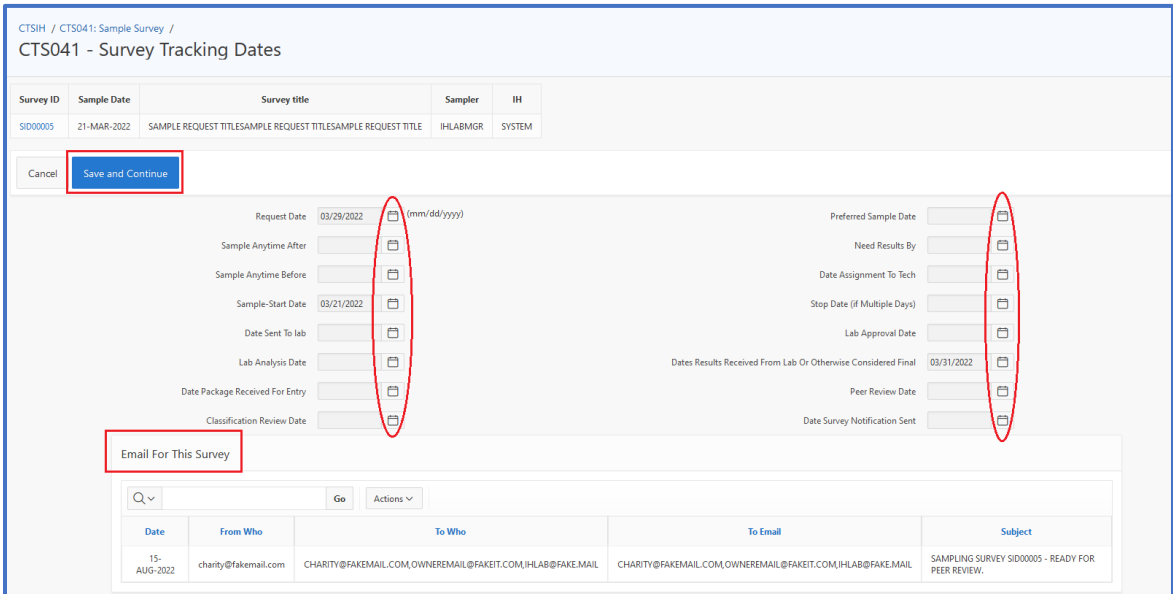 CTSIH / CTS041: Sample Survey /
CTS041 - Survey Tracking Dates
Survey ID Sample Date Survey title Sampler IH
SID00005 21-MAR-2022 SAMPLE REQUEST TITLESAMPLE REQUEST TITLESAMPLE REQUEST TITLE IHLABMGR SYSTEM
Cancel Save and Continue
Request Date 03/29/2022 (mm/dd/yyyy) Preferred Sample Date
Sample Anytime After Need Results By
Sample Anytime Before Date Assignment To Tech
Sample-Start Date 03/21/2022 Stop Date (if Multiple Days)
Date Sent To lab Lab Approval Date
Lab Analysis Date Dates Results Received From Lab Or Otherwise Considered Final 03/31/2022
Date Package Received For Entry Peer Review Date
Classification Review Date Date Survey Notification Sent
Email For This Survey
Go Actions
Date From Who To Who To Email Subject
15-
AUG-2022 charity@fakemail.com CHARITY@FAKEMAIL.COM,OWNEREMAIL@FAKEIT.COM,IHLAB@FAKE.MAIL CHARITY@FAKEMAIL.COM,OWNEREMAIL@FAKEIT.COM,IHLAB@FAKE.MAIL SAMPLING SURVEY SID00005 - READY FOR
PEER REVIEW.